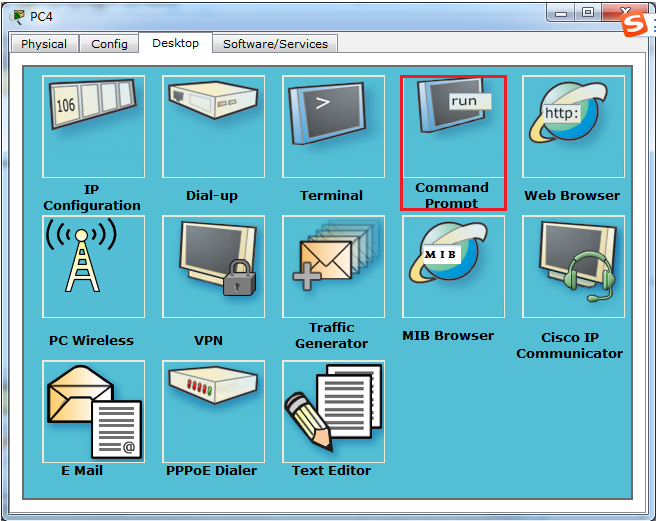 PC4
Physical Config Desktop Software/Services
106
>
run
http:
IP
Configuration
Dial-up
Terminal
Command
Prompt
Web Browser
MIB
PC Wireless
VPN
Traffic
Generator
MIB Browser
Cisco IP
Communicator
@
E Mail
PPPoE Dialer
Text Editor
S